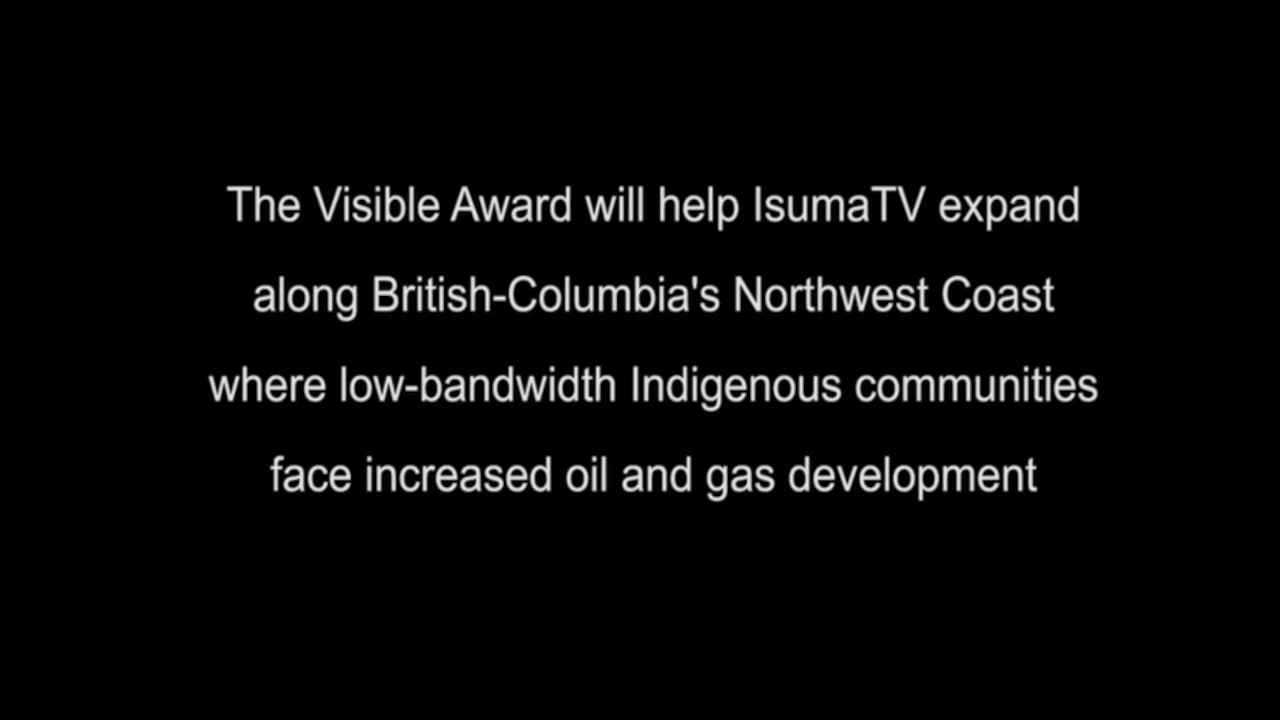 The Visible Award will help IsumaTV expand
along British-Columbia's Northwest Coast
where low-bandwidth Indigenous communities
face increased oil and gas development